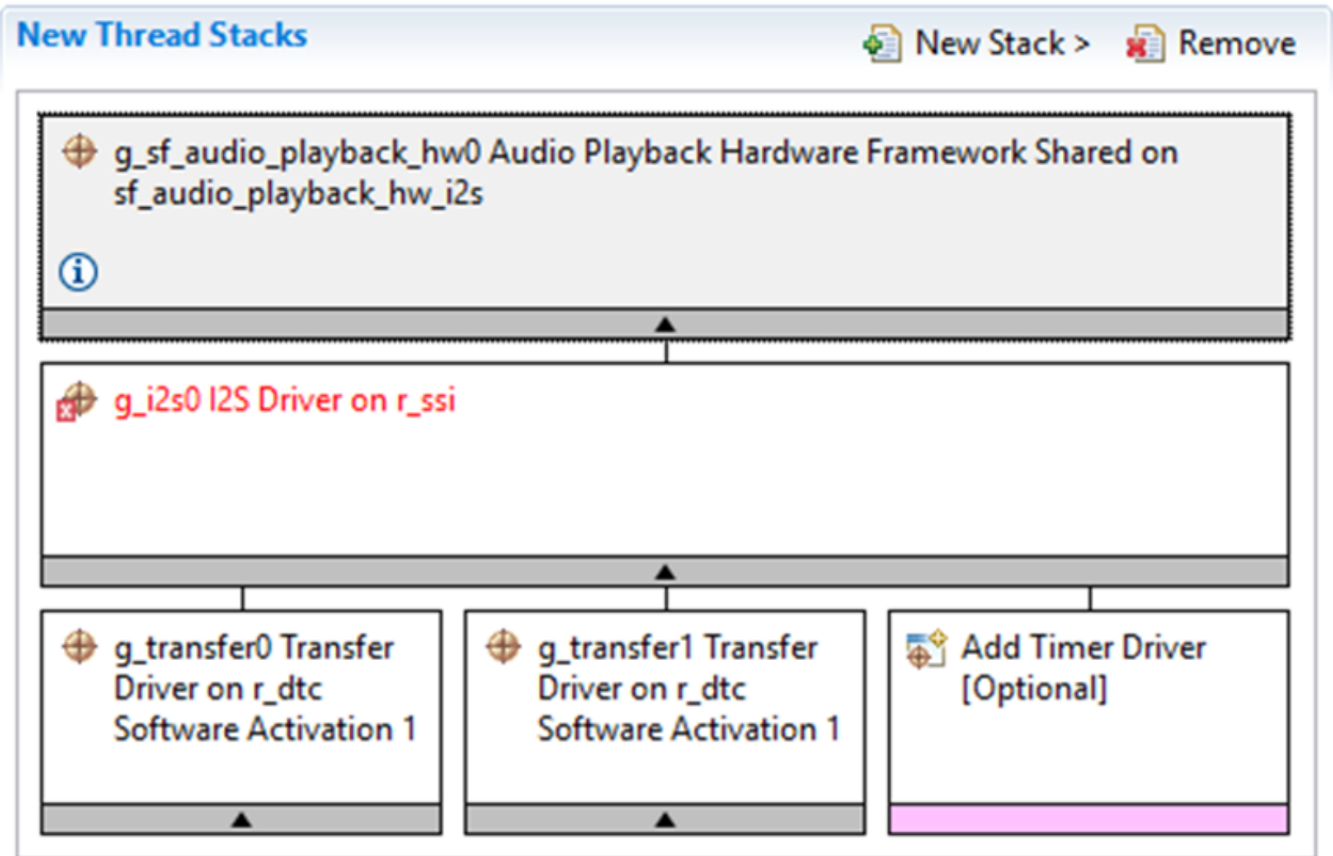 New Thread Stacks
New Stack > Remove
g_sf_audio_playback_hw0 Audio Playback Hardware Framework Shared on
sf_audio_playback_hw_i2s
g_i2s0 I2S Driver on r_ssi
g_transfer0 Transfer
Driver on r_dtc
Software Activation 1
g_transfer1 Transfer
Driver on r_dtc
Software Activation 1
Add Timer Driver
[Optional]